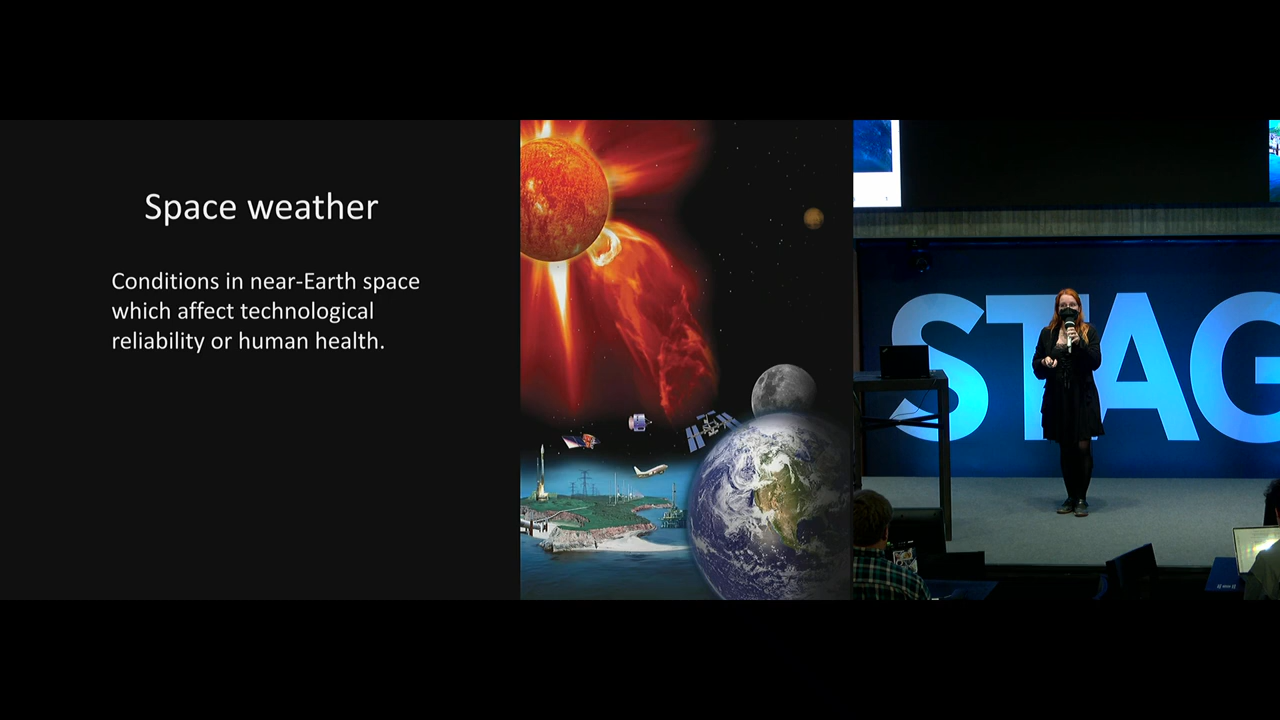 Space weather
Conditions in near-Earth space
which affect technological
reliability or human health.
STAG